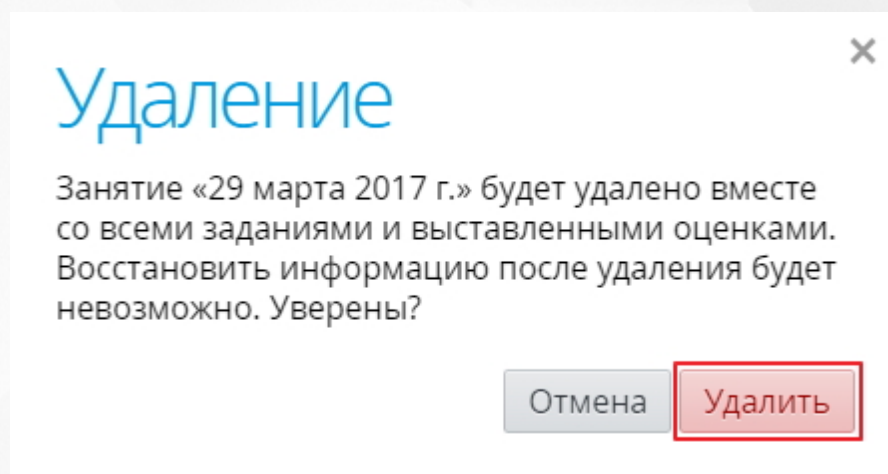 Удаление
Занятие «29 марта 2017 г.» будет удалено вместе
со всеми заданиями и выставленными оценками.
Восстановить информацию после удаления будет
невозможно. Уверены?
Отмена Удалить